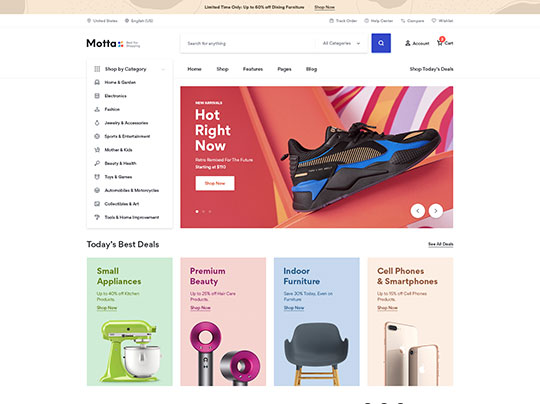 Limited Time Only: Up to 60% off Dining Furniture Shop Now
United States English (US) Track Order Help Center Compare Wishlist
Motta Best for Shopping Search for anything All Categories Account Cart
Shop by Category Home Shop Features Pages Blog Shop Today's Deals
Home & Garden
Electronics
Fashion
Jewelry & Accessories
Sports & Entertainment
Mother & Kids
Beauty & Health
Toys & Games
Automobiles & Motorcycles
Collectibles & Art
Tools & Home Improvement
NEW ARRIVALS
Hot
Right
Now
Retro Remixed For The Future
Starting at $110
Shop Now
Today's Best Deals See All Deals
Small
Appliances
Up to 40% off Kitchen
Products.
Shop Now
Premium
Beauty
Up to 25% off Hair Care
Products.
Shop Now
Indoor
Furniture
Save 20% Today, Even on
Furniture
Shop Now
Cell Phones
& Smartphones
Up to 15% off Cell Phones
Products.
Shop Now